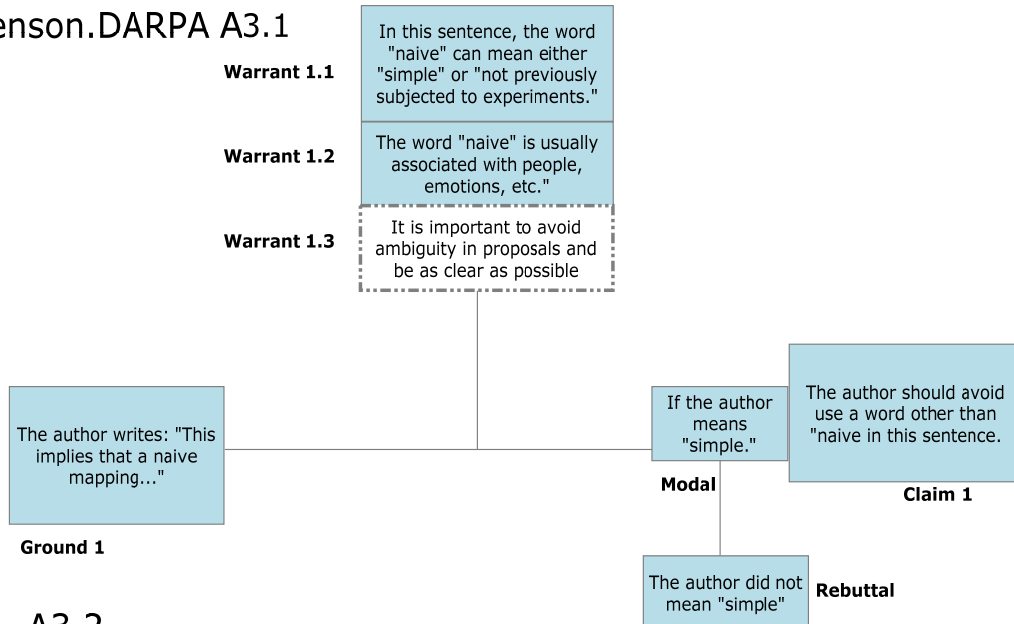 enson.DARPA A3.1
Warrant 1.1
In this sentence, the word
"naive" can mean either
"simple" or "not previously
subjected to experiments."
Warrant 1.2
The word "naive" is usually
associated with people,
emotions, etc."
Warrant 1.3
It is important to avoid
ambiguity in proposals and
be as clear as possible
The author writes: "This
implies that a naive
mapping..."
Ground 1
If the author
means
"simple."
Modal
The author should avoid
use a word other than
"naive in this sentence.
Claim 1
The author did not
mean "simple"
Rebuttal
A3.2